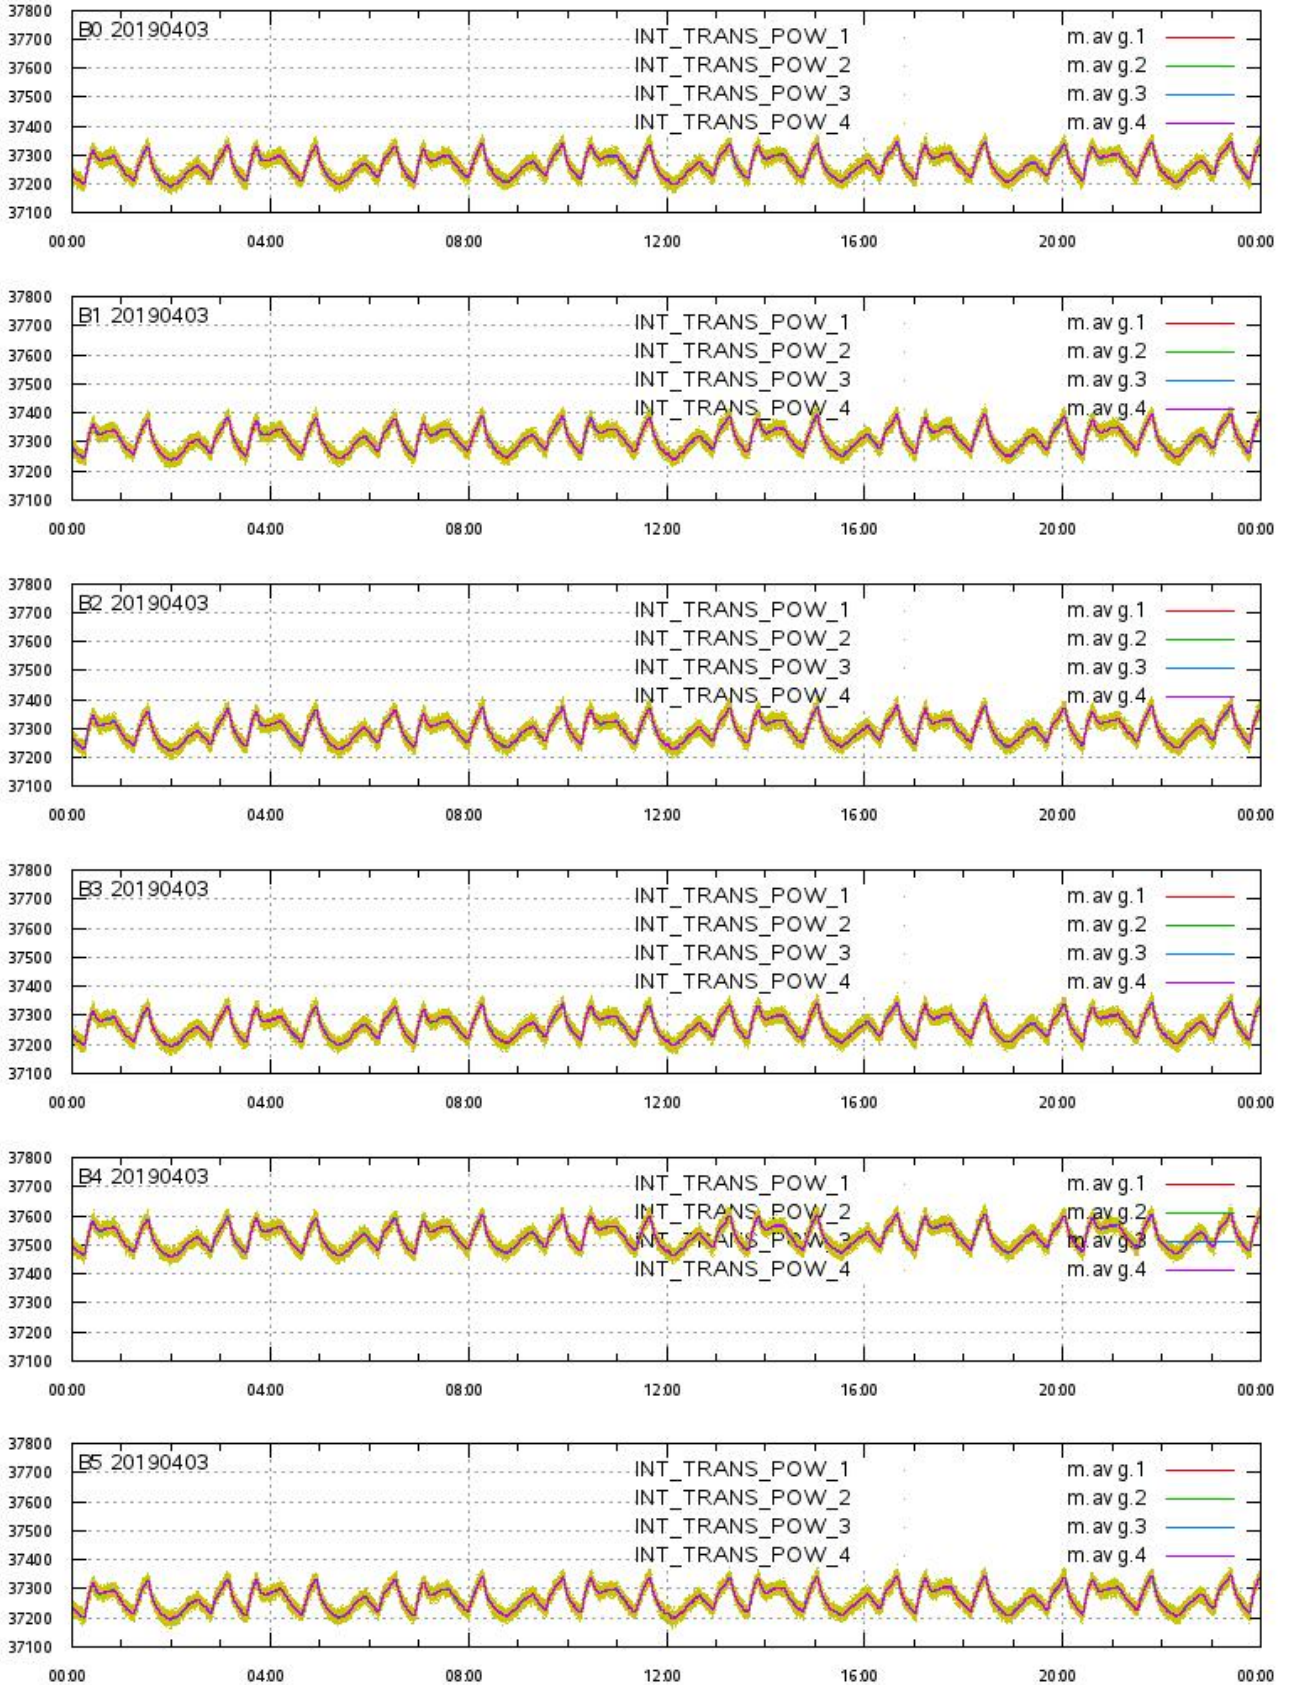 37800 B0 20190403 INT_TRANS_POW_1 m.avg.1
37700 INT_TRANS_POW_2 m.avg.2
37600 INT_TRANS_POW_3 m.avg.3
37500 INT_TRANS_POW_4 m.avg.4
37400
37300
37200
37100
00:00 04:00 08:00 12:00 16:00 20:00 00:00
37800 B1 20190403 INT_TRANS_POW_1 m.avg.1
37700 INT_TRANS_POW_2 m.avg.2
37600 INT_TRANS_POW_3 m.avg.3
37500 INT_TRANS_POW_4 m.avg.4
37400
37300
37200
37100
00:00 04:00 08:00 12:00 16:00 20:00 00:00
37800 B2 20190403 INT_TRANS_POW_1 m.avg.1
37700 INT_TRANS_POW_2 m.avg.2
37600 INT_TRANS_POW_3 m.avg.3
37500 INT_TRANS_POW_4 m.avg.4
37400
37300
37200
37100
00:00 04:00 08:00 12:00 16:00 20:00 00:00
37800 B3 20190403 INT_TRANS_POW_1 m.avg.1
37700 INT_TRANS_POW_2 m.avg.2
37600 INT_TRANS_POW_3 m.avg.3
37500 INT_TRANS_POW_4 m.avg.4
37400
37300
37200
37100
00:00 04:00 08:00 12:00 16:00 20:00 00:00
37800 B4 20190403 INT_TRANS_POW_1 m.avg.1
37700 INT_TRANS_POW_2 m.avg.2
37600 INT_TRANS_POW_3 m.avg.3
37500 INT_TRANS_POW_4 m.avg.4
37400
37300
37200
37100
00:00 04:00 08:00 12:00 16:00 20:00 00:00
37800 B5 20190403 INT_TRANS_POW_1 m.avg.1
37700 INT_TRANS_POW_2 m.avg.2
37600 INT_TRANS_POW_3 m.avg.3
37500 INT_TRANS_POW_4 m.avg.4
37400
37300
37200
37100
00:00 04:00 08:00 12:00 16:00 20:00 00:00